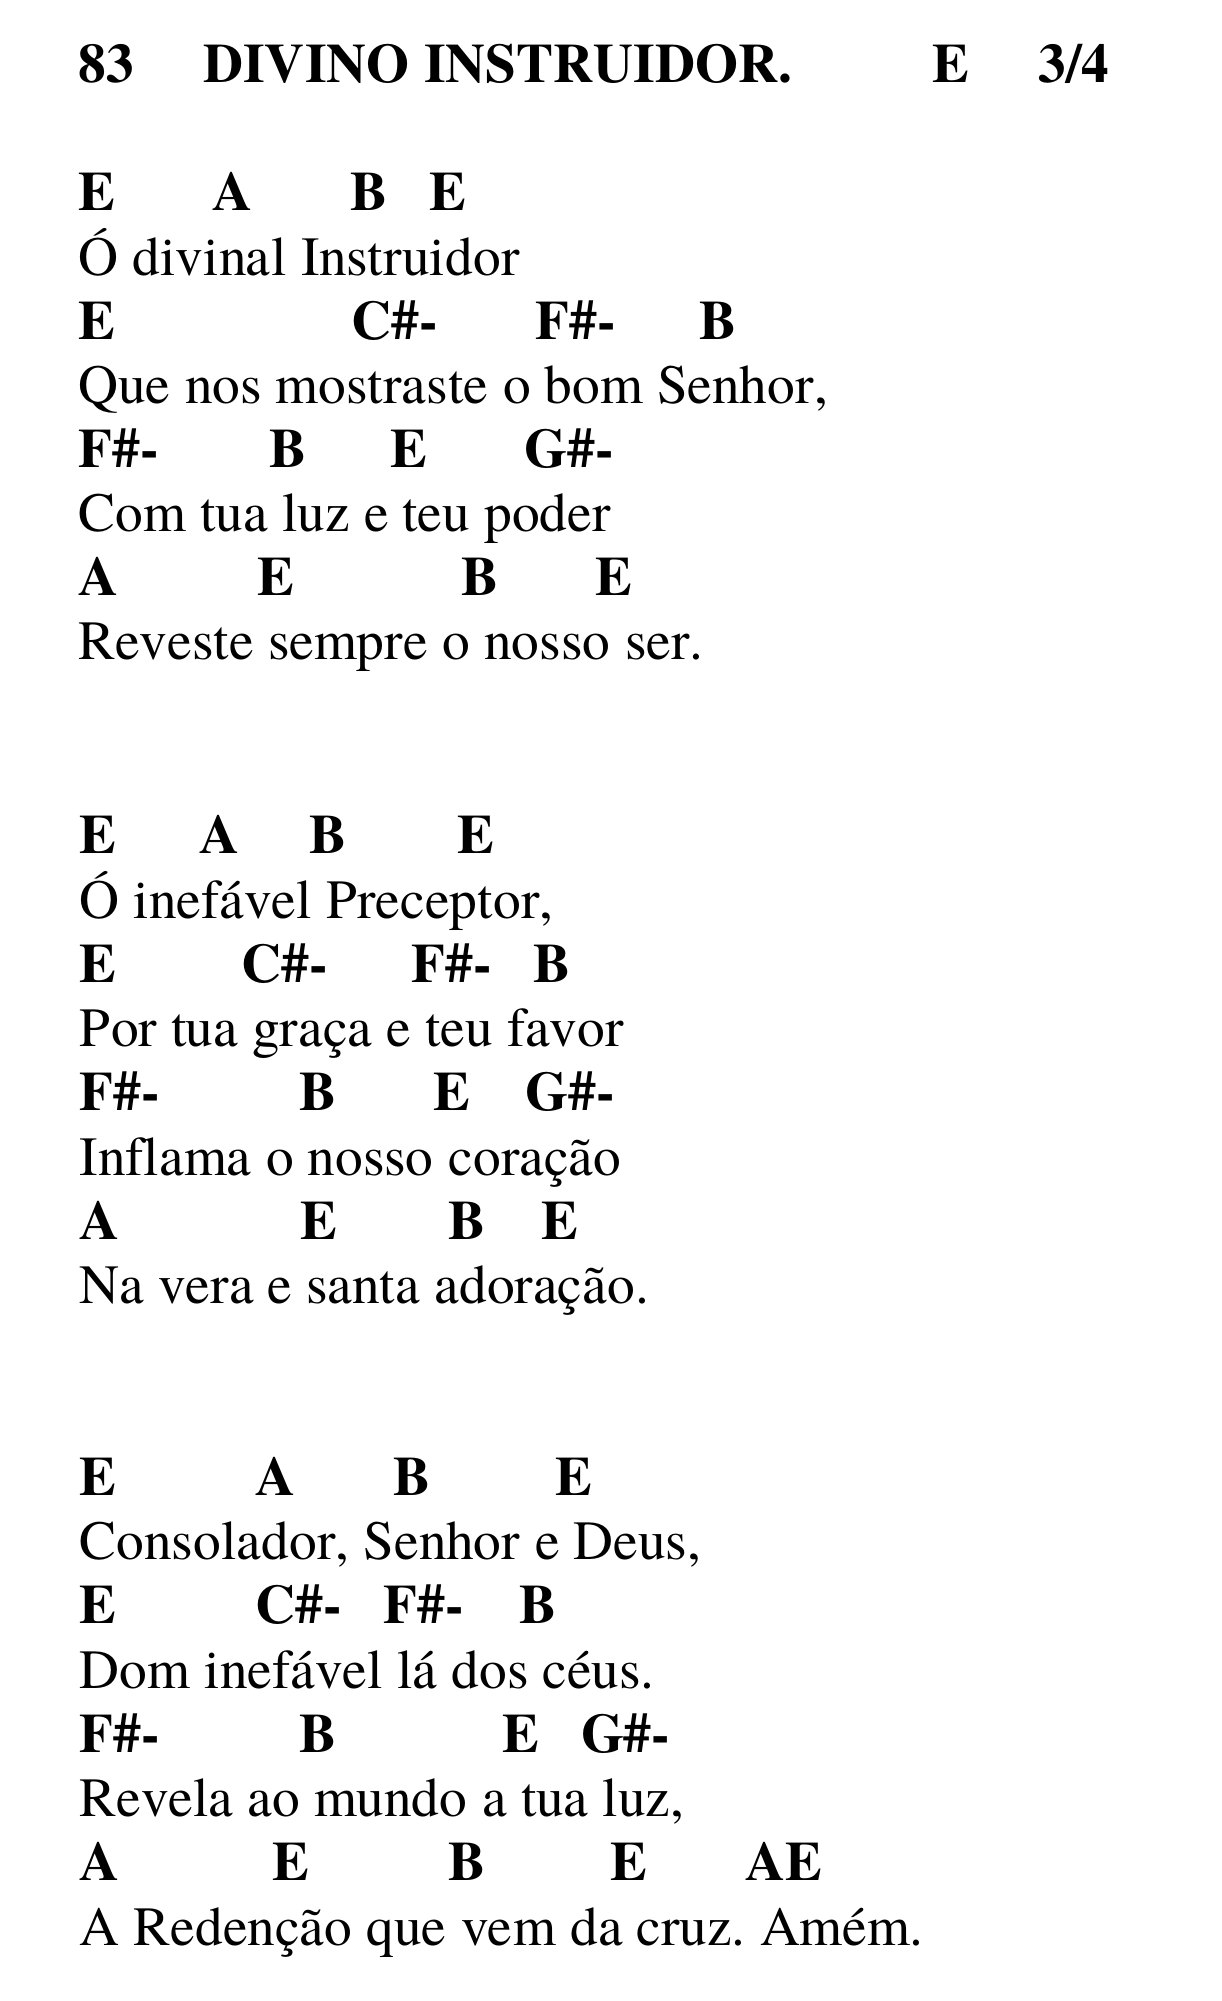 83 DIVINO INSTRUIDOR. E 3/4
E A B E
Ó divinal Instruidor
E C#- F#- B
Que nos mostraste o bom Senhor,
F#- B E G#-
Com tua luz e teu poder
A E B E
Reveste sempre o nosso ser.
E A B E
Ó inefável Preceptor,
E C#- F#- B
Por tua graça e teu favor
F#- B E G#-
Inflama o nosso coração
A E B E
Na vera e santa adoração.
E A B E
Consolador, Senhor e Deus,
E C#- F#- B
Dom inefável lá dos céus.
F#- B E G#-
Revela ao mundo a tua luz,
A E B E AE
A Redenção que vem da cruz. Amém.